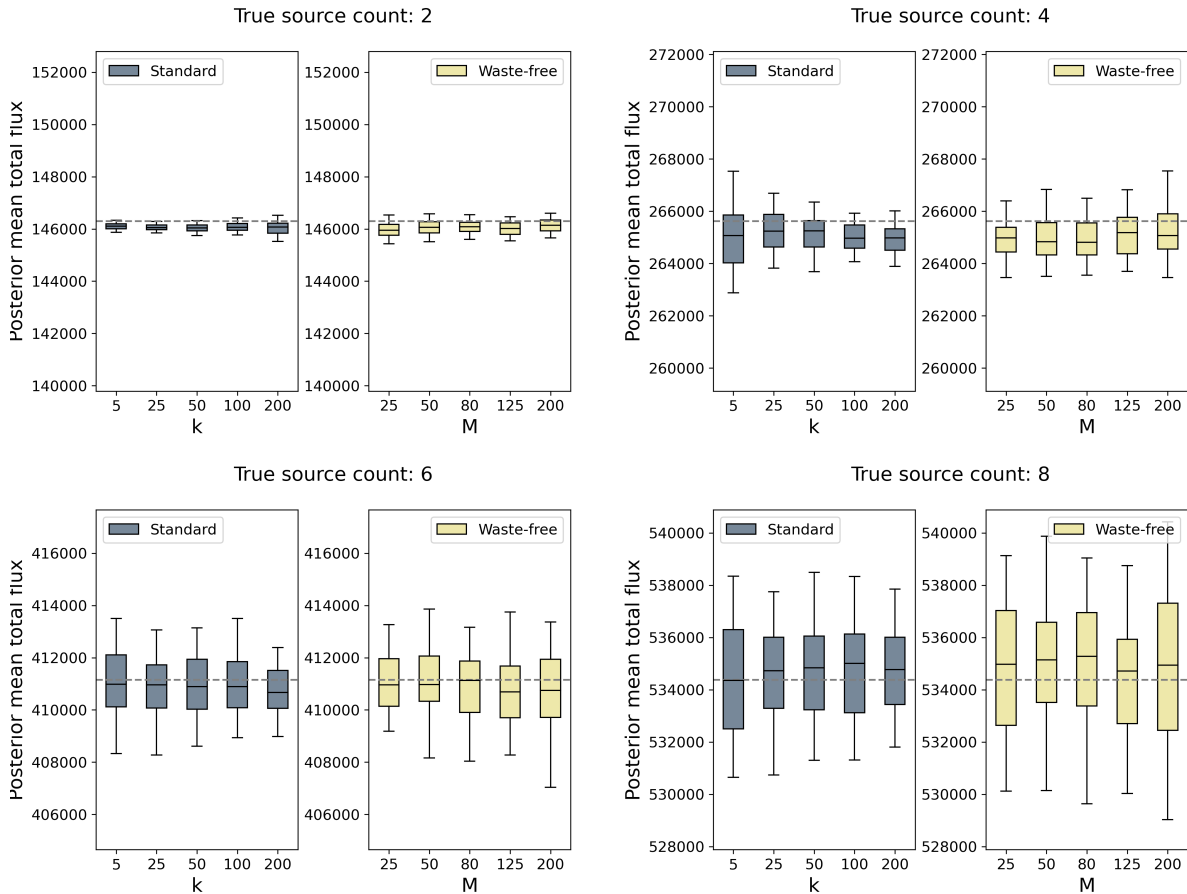 True source count: 2
Posterior mean total flux
152000
150000
148000
146000
144000
142000
140000
Standard
5 25 50 100 200
k
152000
150000
148000
146000
144000
142000
140000
Waste-free
25 50 80 125 200
M
True source count: 4
Posterior mean total flux
272000
270000
268000
266000
264000
262000
260000
Standard
5 25 50 100 200
k
272000
270000
268000
266000
264000
262000
260000
Waste-free
25 50 80 125 200
M
True source count: 6
Posterior mean total flux
416000
414000
412000
410000
408000
406000
Standard
5 25 50 100 200
k
416000
414000
412000
410000
408000
406000
Waste-free
25 50 80 125 200
M
True source count: 8
Posterior mean total flux
540000
538000
536000
534000
532000
530000
528000
Standard
5 25 50 100 200
k
540000
538000
536000
534000
532000
530000
528000
Waste-free
25 50 80 125 200
M